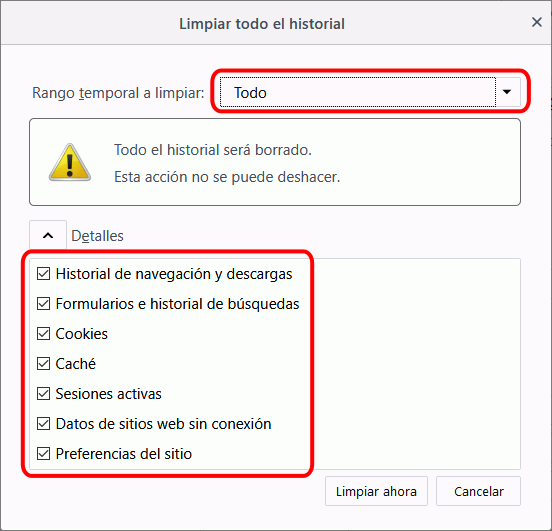 Limpiar todo el historial
Rango temporal a limpiar: Todo
Todo el historial será borrado.
Esta acción no se puede deshacer.
Detalles
Historial de navegación y descargas
Formularios e historial de búsquedas
Cookies
Caché
Sesiones activas
Datos de sitios web sin conexión
Preferencias del sitio
Limpiar ahora Cancelar